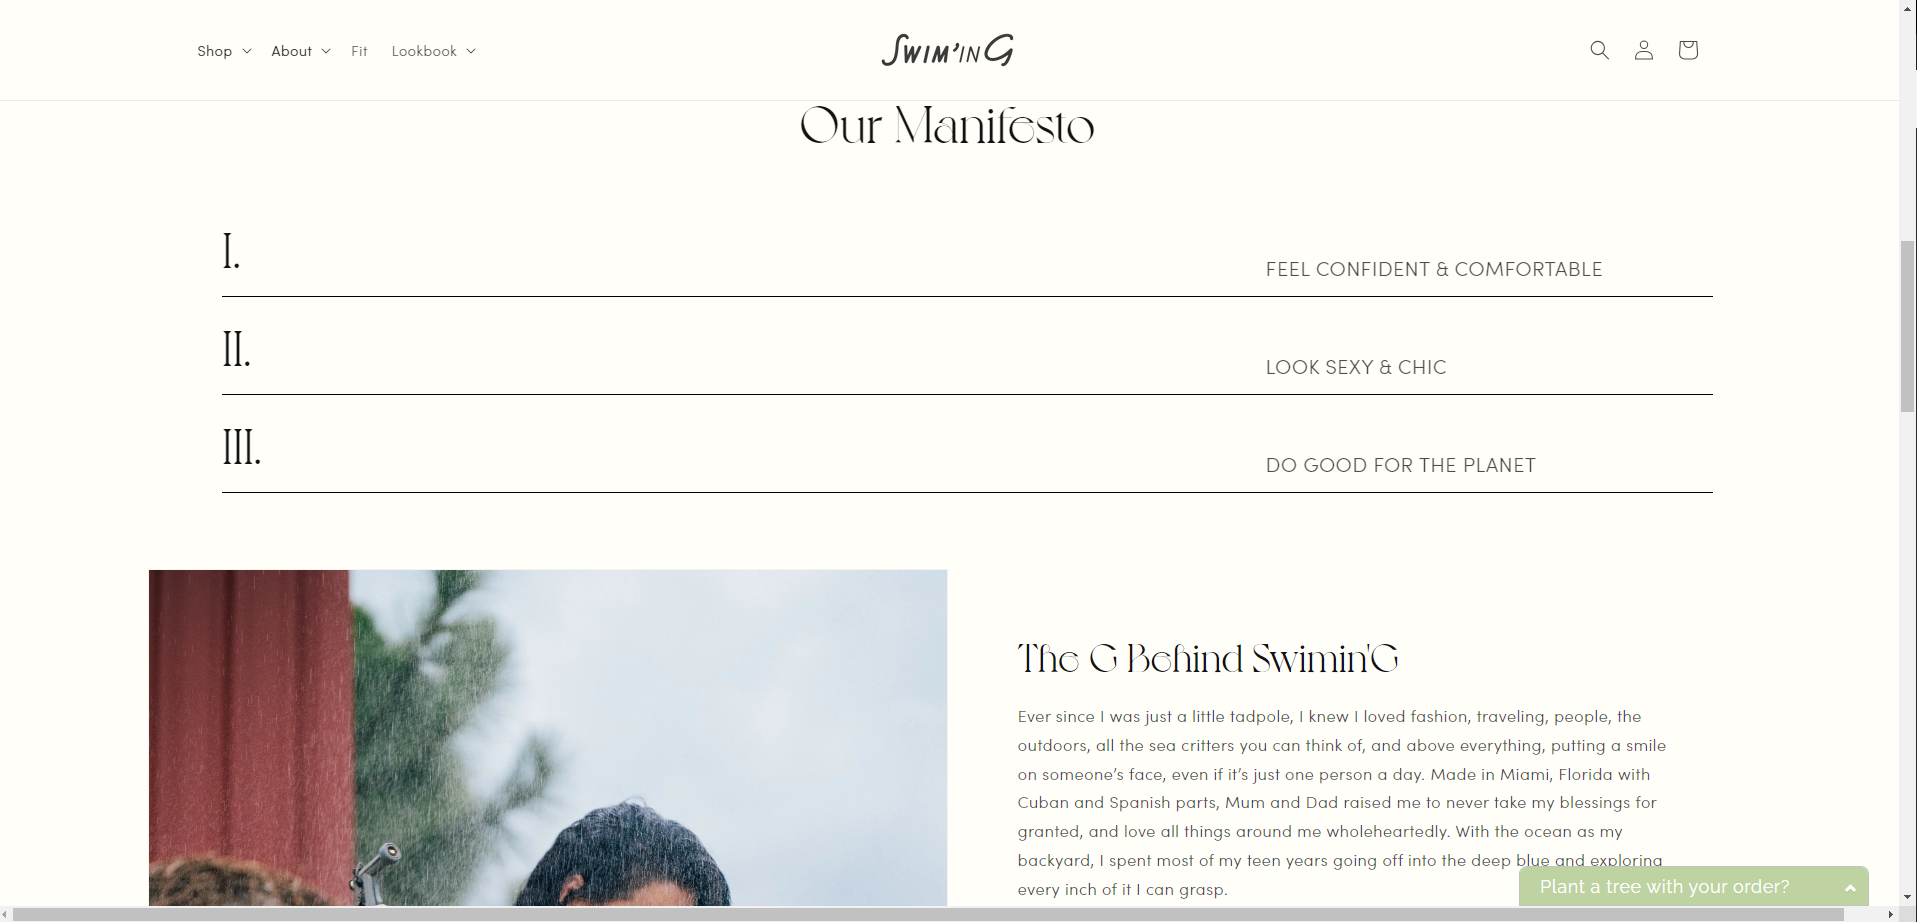 Shop
About
Fit
Lookbook
SWIM'IN G
Our Manifesto
I.
FEEL CONFIDENT & COMFORTABLE
II.
LOOK SEXY & CHIC
III.
DO GOOD FOR THE PLANET
The G Behind Swimin'G
Ever since I was just a little tadpole, I knew I loved fashion, traveling, people, the
outdoors, all the sea critters you can think of, and above everything, putting a smile
on someone’s face, even if it’s just one person a day. Made in Miami, Florida with
Cuban and Spanish parts, Mum and Dad raised me to never take my blessings for
granted, and love all things around me wholeheartedly. With the ocean as my
backyard, I spent most of my teen years going off into the deep blue and exploring
every inch of it I can grasp.
Plant a tree with your order?